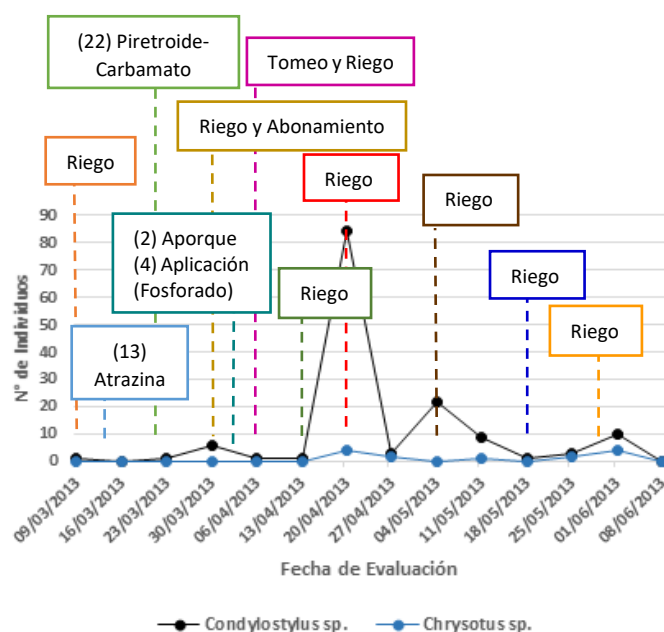 (22) Piretroide-
Carbamato
Tomeo y Riego
Riego y Abonamiento
Riego
Riego
Riego
(2) Aporque
(4) Aplicación
(Fosforado)
Riego
Riego
Riego
(13)
Atrazina
N° de Individuos
90
80
70
60
50
40
30
20
10
0
09/03/2013
16/03/2013
23/03/2013
30/03/2013
06/04/2013
13/04/2013
20/04/2013
27/04/2013
04/05/2013
11/05/2013
18/05/2013
25/05/2013
01/06/2013
08/06/2013
Fecha de Evaluación
Condylostylus sp.
Chrysotus sp.